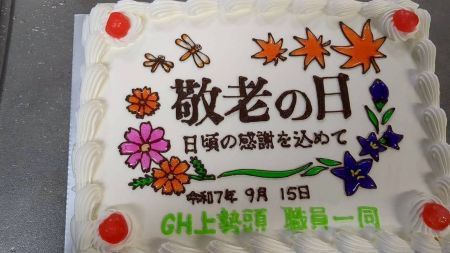 敬老の日
日頃の感謝を込めて
令和7年 9月 15日
GH上勢頭 職員一同